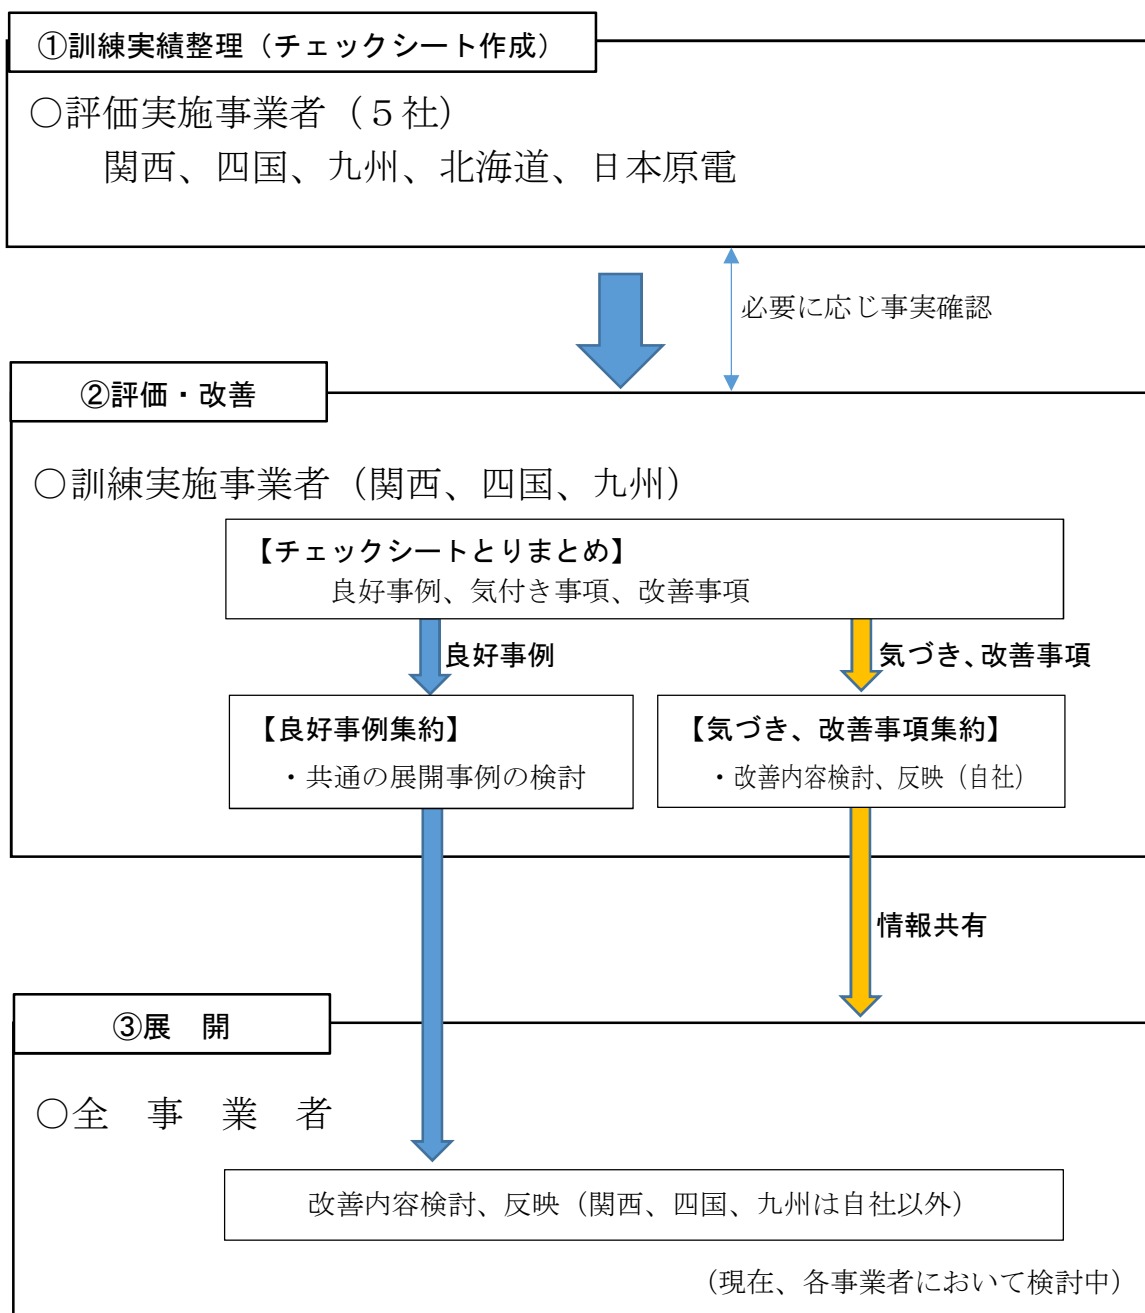 ①訓練実績整理（チェックシート作成）
○評価実施事業者（５社）
関西、四国、九州、北海道、日本原電
必要に応じ事実確認
②評価・改善
○訓練実施事業者（関西、四国、九州）
【チェックシートとりまとめ】
良好事例、気付き事項、改善事項
良好事例
気づき、改善事項
【良好事例集約】
・共通の展開事例の検討
【気づき、改善事項集約】
・改善内容検討、反映（自社）
情報共有
③展　開
○全　事　業　者
改善内容検討、反映（関西、四国、九州は自社以外）
（現在、各事業者において検討中）